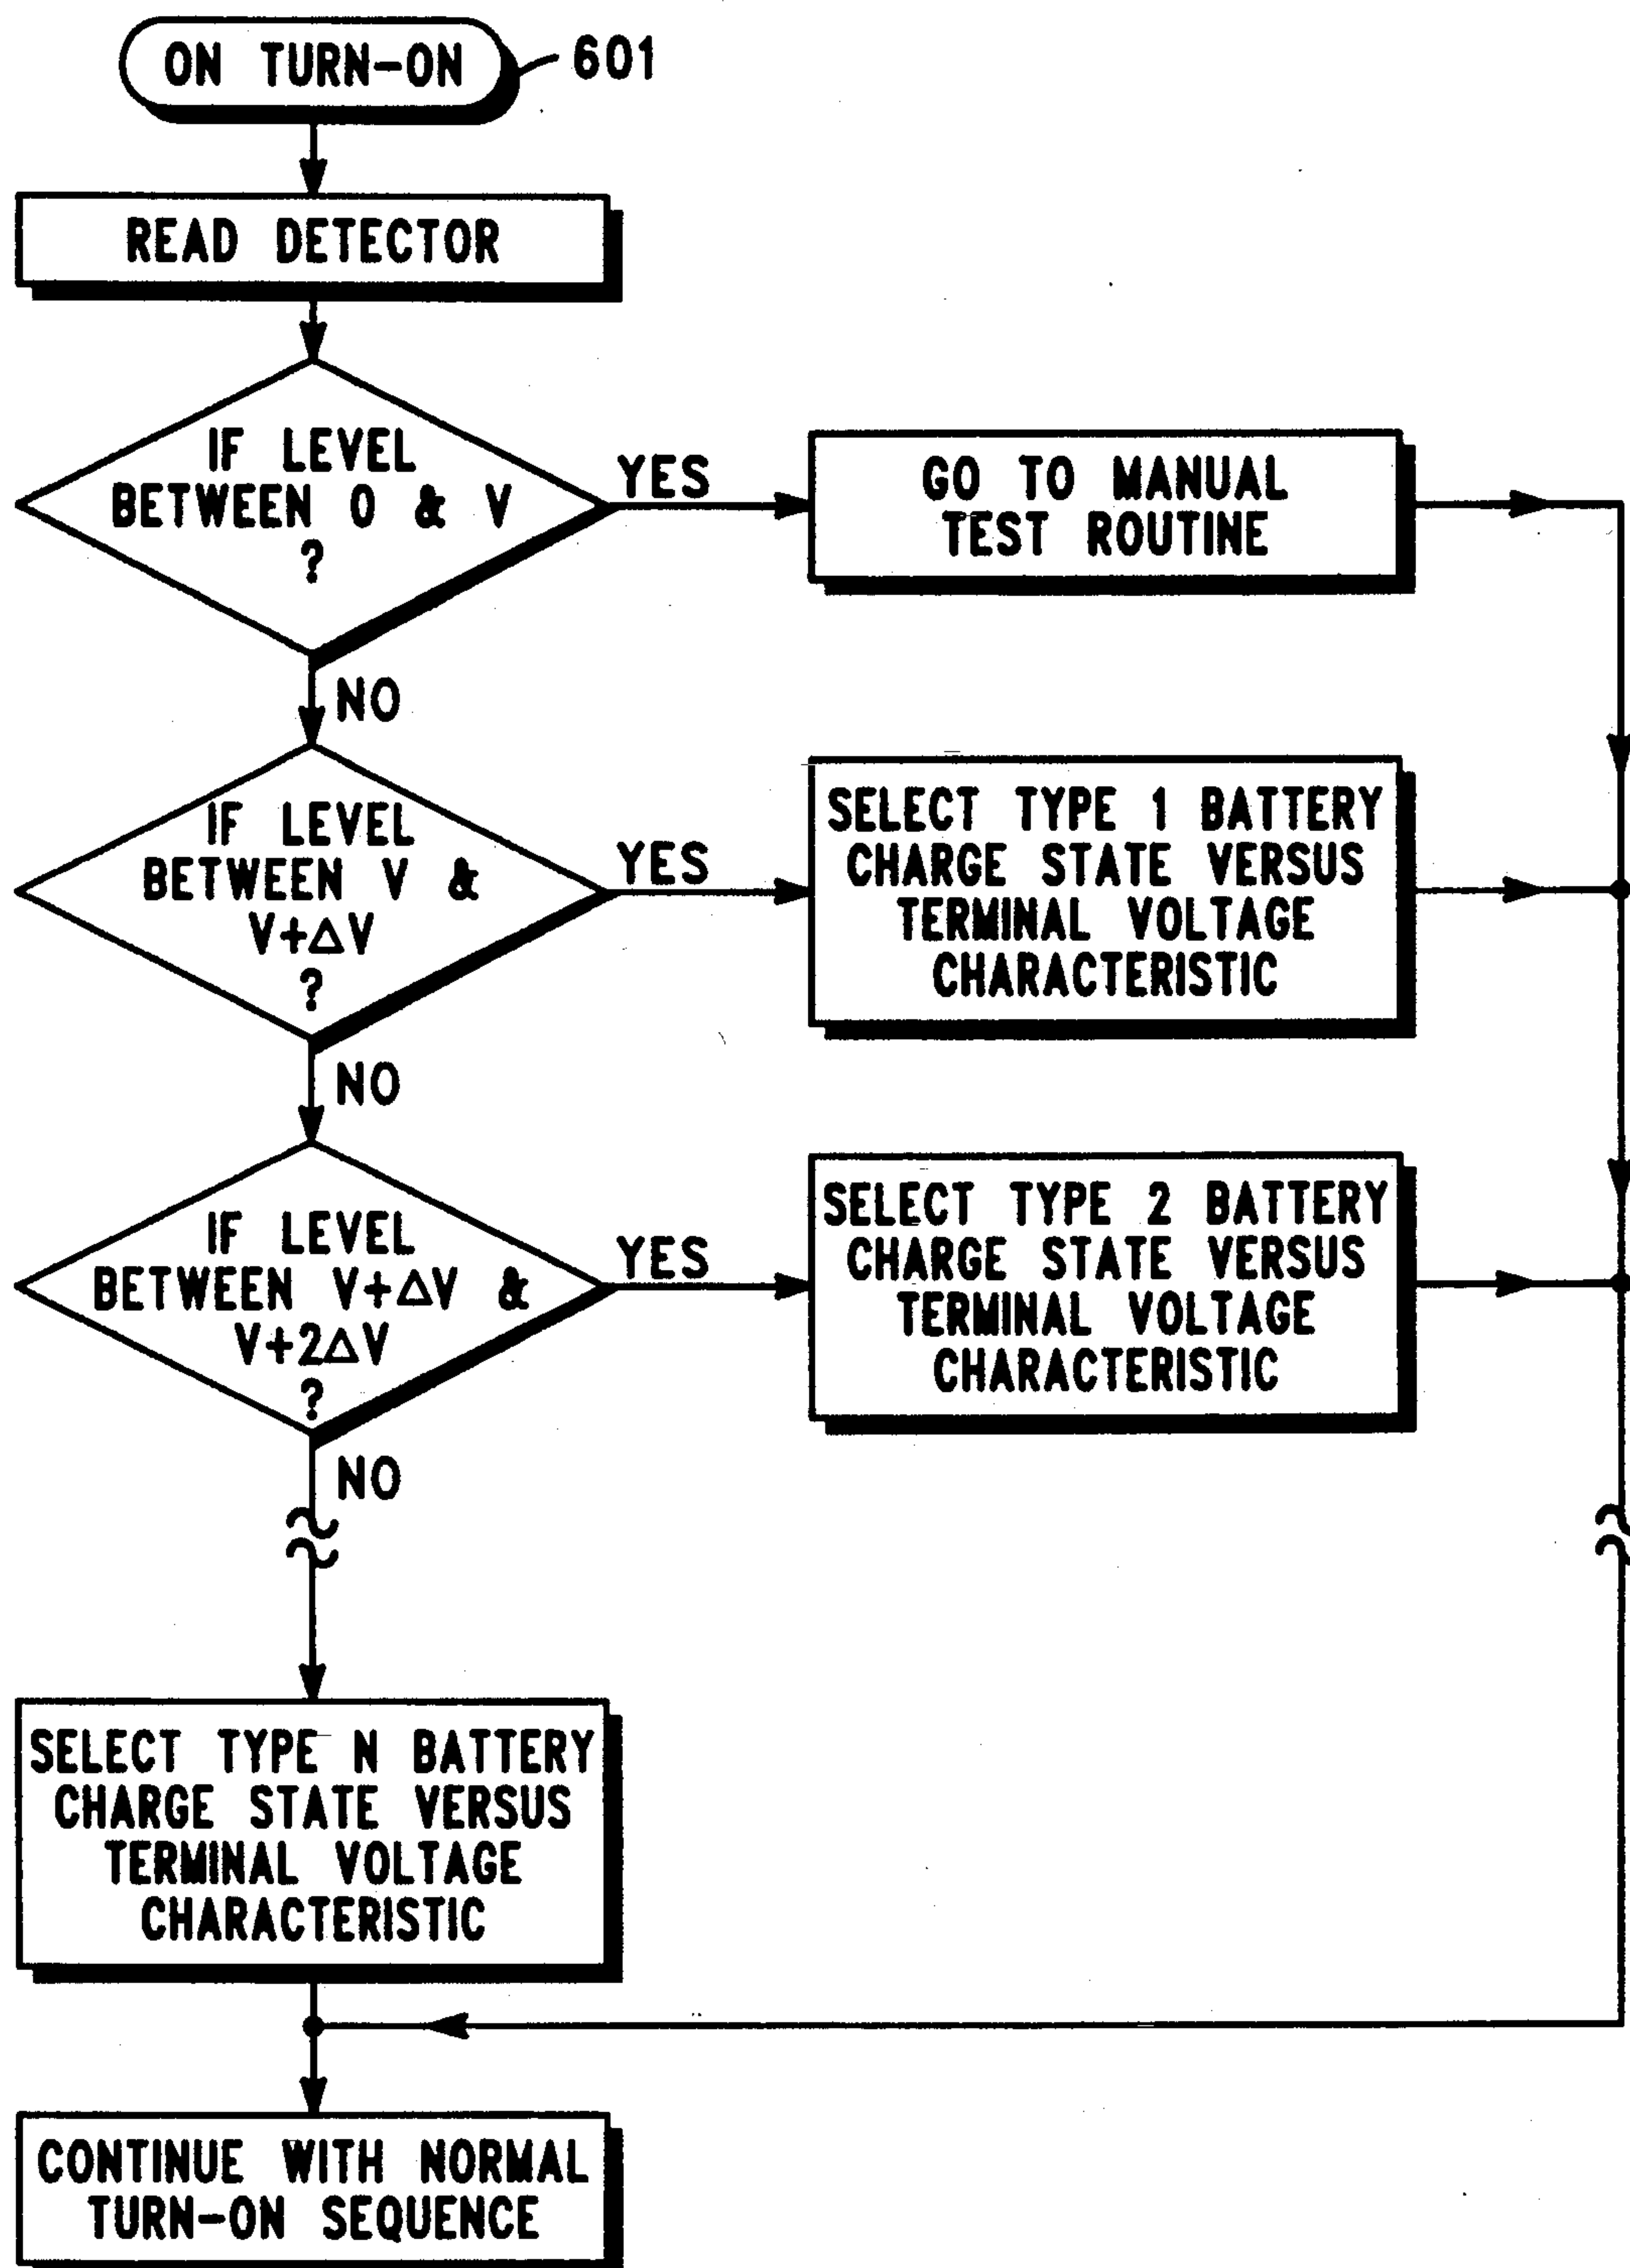 ON TURN-ON
601
READ DETECTOR
IF LEVEL
BETWEEN 0 & V
?
YES
GO TO MANUAL
TEST ROUTINE
NO
IF LEVEL
BETWEEN V &
V+ΔV
?
YES
SELECT TYPE 1 BATTERY
CHARGE STATE VERSUS
TERMINAL VOLTAGE
CHARACTERISTIC
NO
IF LEVEL
BETWEEN V+ΔV &
V+2ΔV
?
YES
SELECT TYPE 2 BATTERY
CHARGE STATE VERSUS
TERMINAL VOLTAGE
CHARACTERISTIC
NO
SELECT TYPE N BATTERY
CHARGE STATE VERSUS
TERMINAL VOLTAGE
CHARACTERISTIC
CONTINUE WITH NORMAL
TURN-ON SEQUENCE